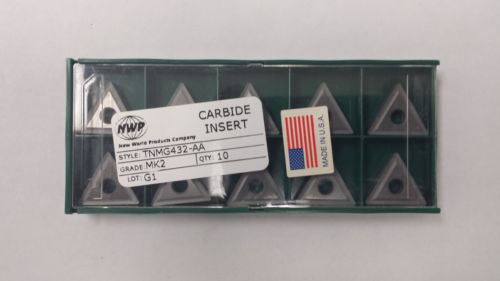 NWP
New World Products Company
CARBIDE
INSERT
STYLE: TNMG432-AA
GRADE: MK2
QTY: 10
LOT: G1
MADE IN U.S.A.